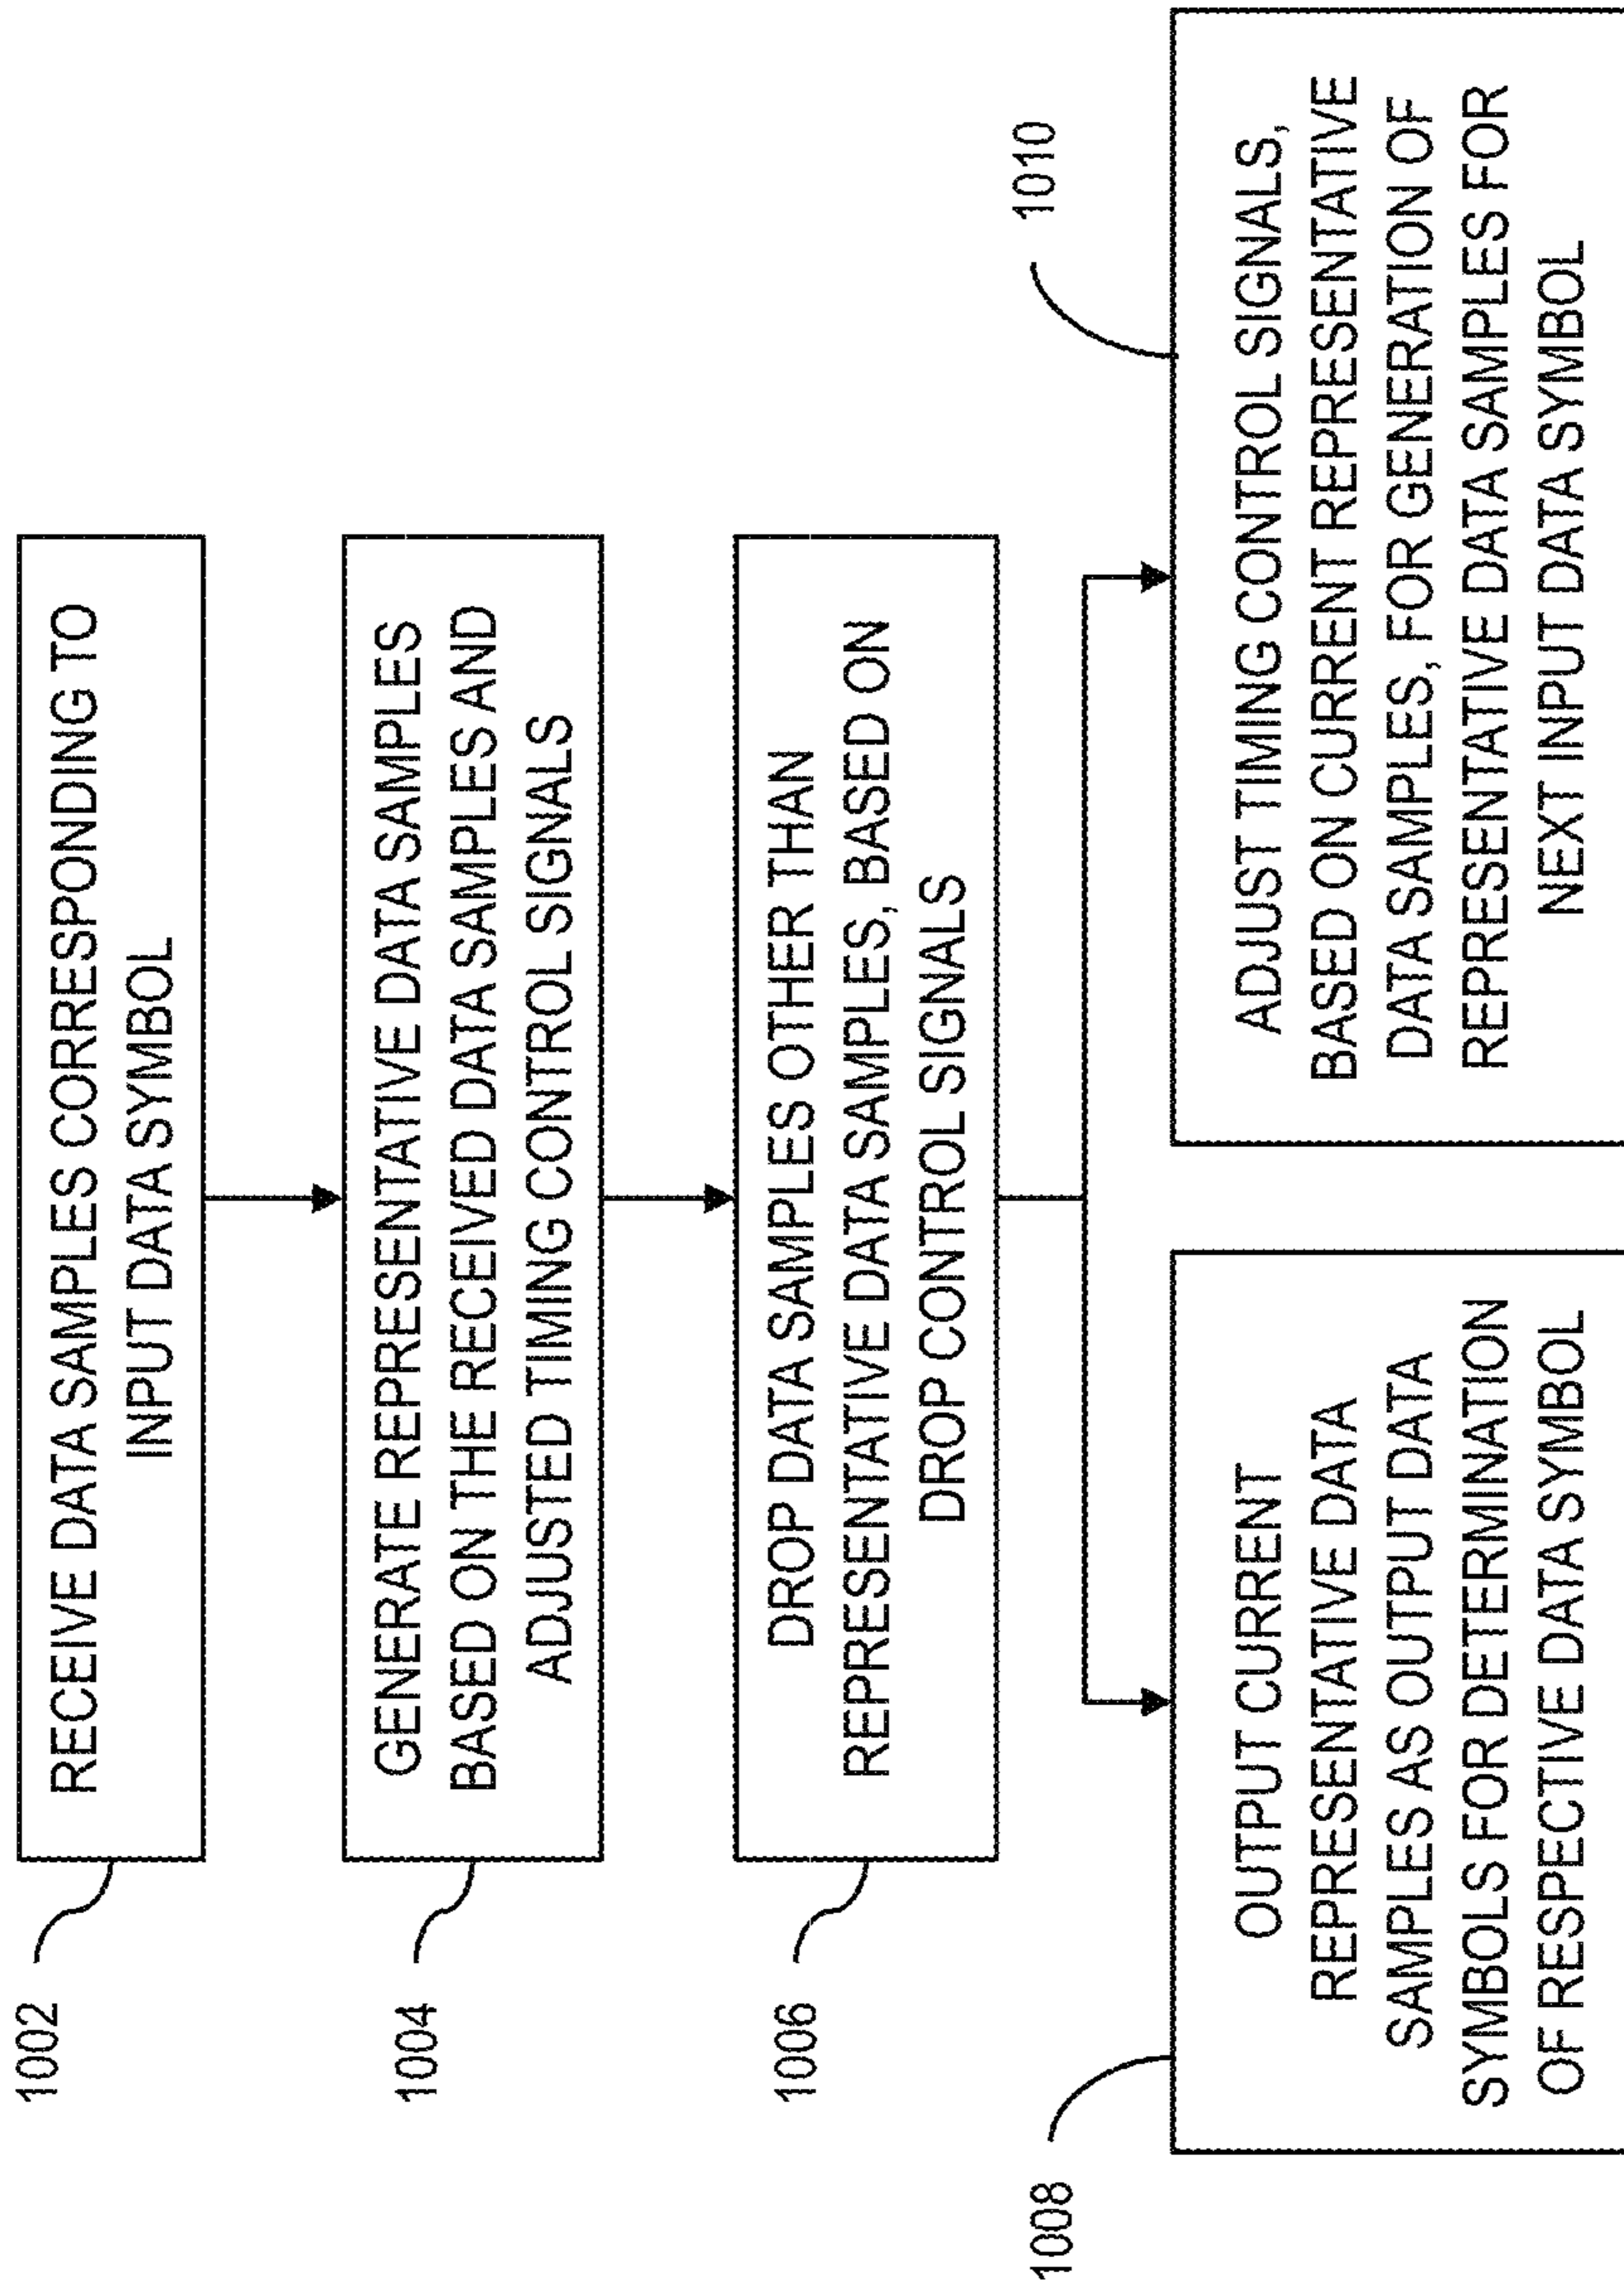 1002
RECEIVE DATA SAMPLES CORRESPONDING TO
INPUT DATA SYMBOL
1004
GENERATE REPRESENTATIVE DATA SAMPLES
BASED ON THE RECEIVED DATA SAMPLES AND
ADJUSTED TIMING CONTROL SIGNALS
1006
DROP DATA SAMPLES OTHER THAN
REPRESENTATIVE DATA SAMPLES, BASED ON
DROP CONTROL SIGNALS
1008
OUTPUT CURRENT
REPRESENTATIVE DATA
SAMPLES AS OUTPUT DATA
SYMBOLS FOR DETERMINATION
OF RESPECTIVE DATA SYMBOL
1010
ADJUST TIMING CONTROL SIGNALS,
BASED ON CURRENT REPRESENTATIVE
DATA SAMPLES, FOR GENERATION OF
REPRESENTATIVE DATA SAMPLES FOR
NEXT INPUT DATA SYMBOL